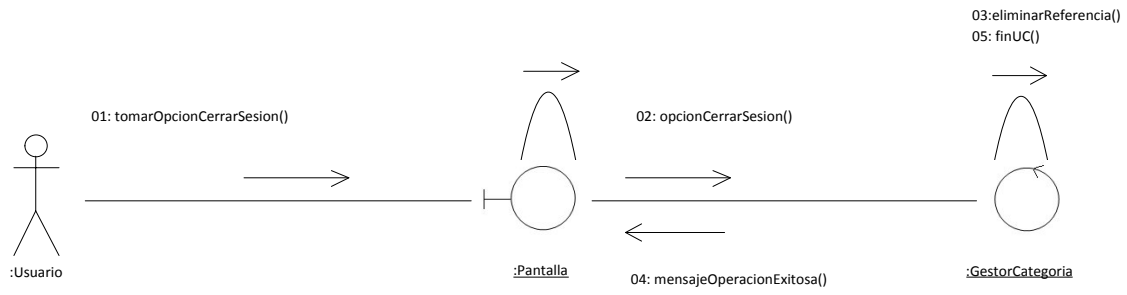 03:eliminarReferencia()
05: finUC()
01: tomarOpcionCerrarSesion()
02: opcionCerrarSesion()
:Usuario
:Pantalla
:GestorCategoria
04: mensajeOperacionExitosa()